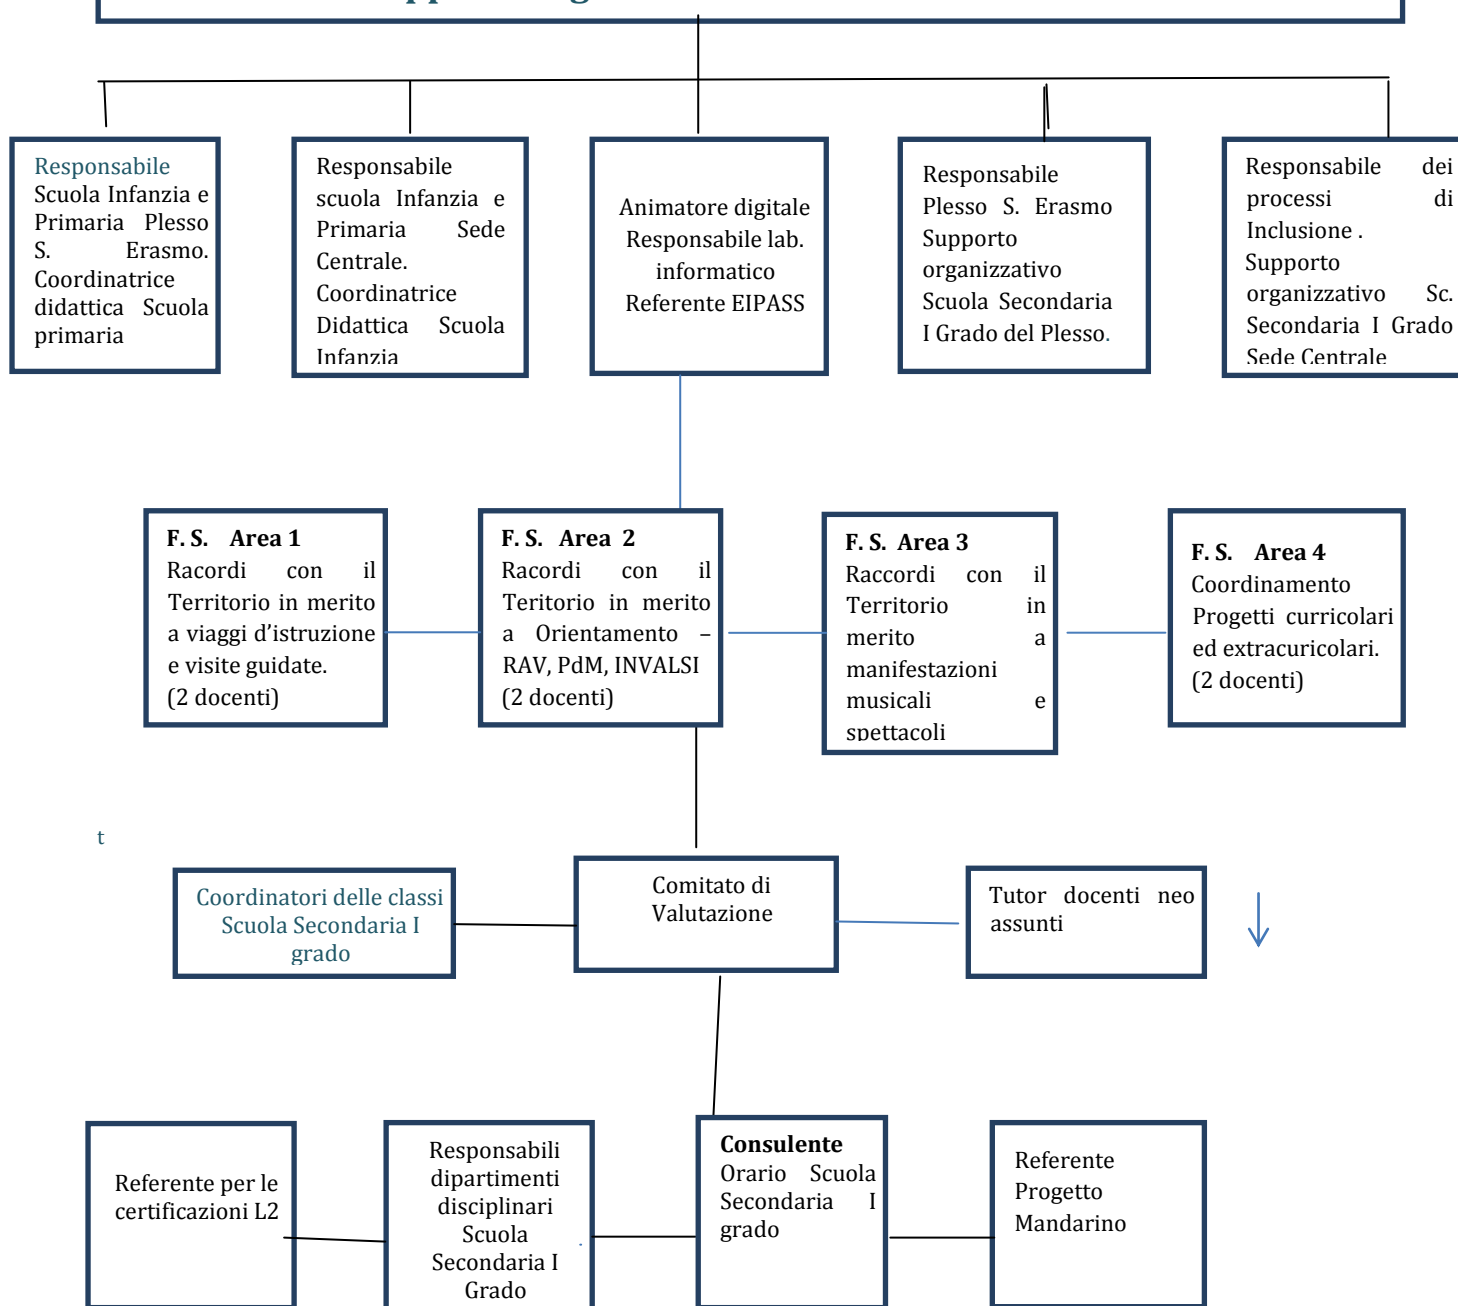 Responsabile
Scuola Infanzia e
Primaria Plesso
S. Erasmo.
Coordinatrice
didattica Scuola
primaria
Responsabile
scuola Infanzia e
Primaria Sede
Centrale.
Coordinatrice
Didattica Scuola
Infanzia
Animatore digitale
Responsabile lab.
informatico
Referente EIPASS
Responsabile
Plesso S. Erasmo
Supporto
organizzativo
Scuola Secondaria
I Grado del Plesso.
Responsabile dei
processi di
Inclusione .
Supporto
organizzativo Sc.
Secondaria I Grado
Sede Centrale
F. S. Area 1
Racordi con il
Territorio in merito
a viaggi d’istruzione
e visite guidate.
(2 docenti)
F. S. Area 2
Racordi con il
Teritorio in merito
a Orientamento –
RAV, PdM, INVALSI
(2 docenti)
F. S. Area 3
Raccordi con il
Territorio in
merito a
manifestazioni
musicali e
spettacoli
F. S. Area 4
Coordinamento
Progetti curricolari
ed extracuricolari.
(2 docenti)
t
Coordinatori delle classi
Scuola Secondaria I
grado
Comitato di
Valutazione
Tutor docenti neo
assunti
Referente per le
certificazioni L2
Responsabili
dipartimenti
disciplinari
Scuola
Secondaria I
Grado
Consulente
Orario Scuola
Secondaria I
grado
Referente
Progetto
Mandarino